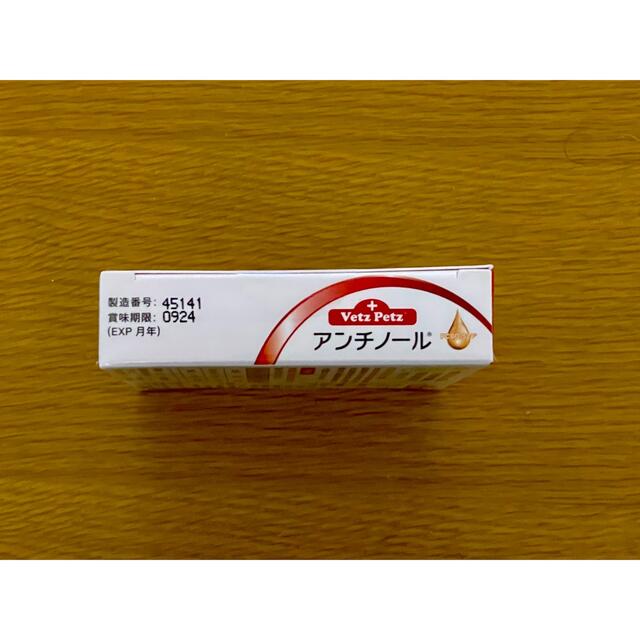 製造番号: 45141
賞味期限: 0924
(EXP 月年)
Vetz Petz
アンチノール®